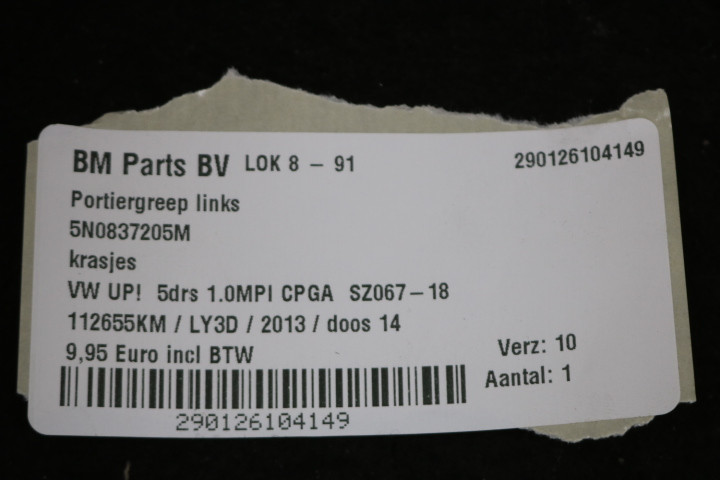 BM Parts BV LOK 8 - 91 290126104149
Portiergreep links
5N0837205M
krasjes
VW UP! 5drs 1.0MPI CPGA SZ067-18
112655KM / LY3D / 2013 / doos 14
9,95 Euro incl BTW Verz: 10
Aantal: 1
290126104149